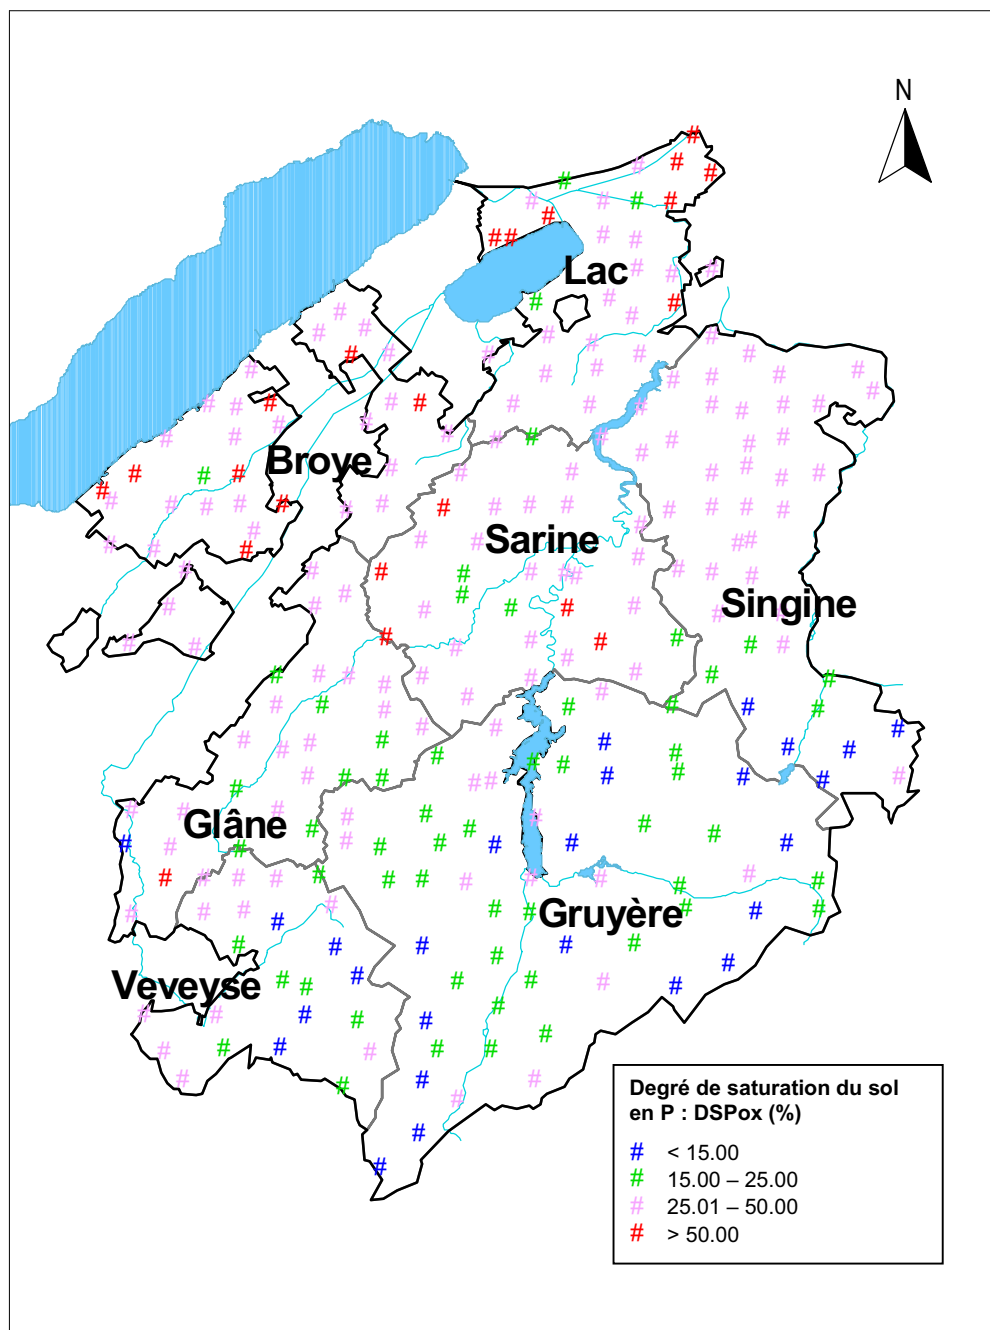 N
Lac
Broye
Sarine
Singine
Glâne
Gruyère
Veveyse
Degré de saturation du sol
en P : DSPox (%)
# < 15.00
# 15.00 – 25.00
# 25.01 – 50.00
# > 50.00